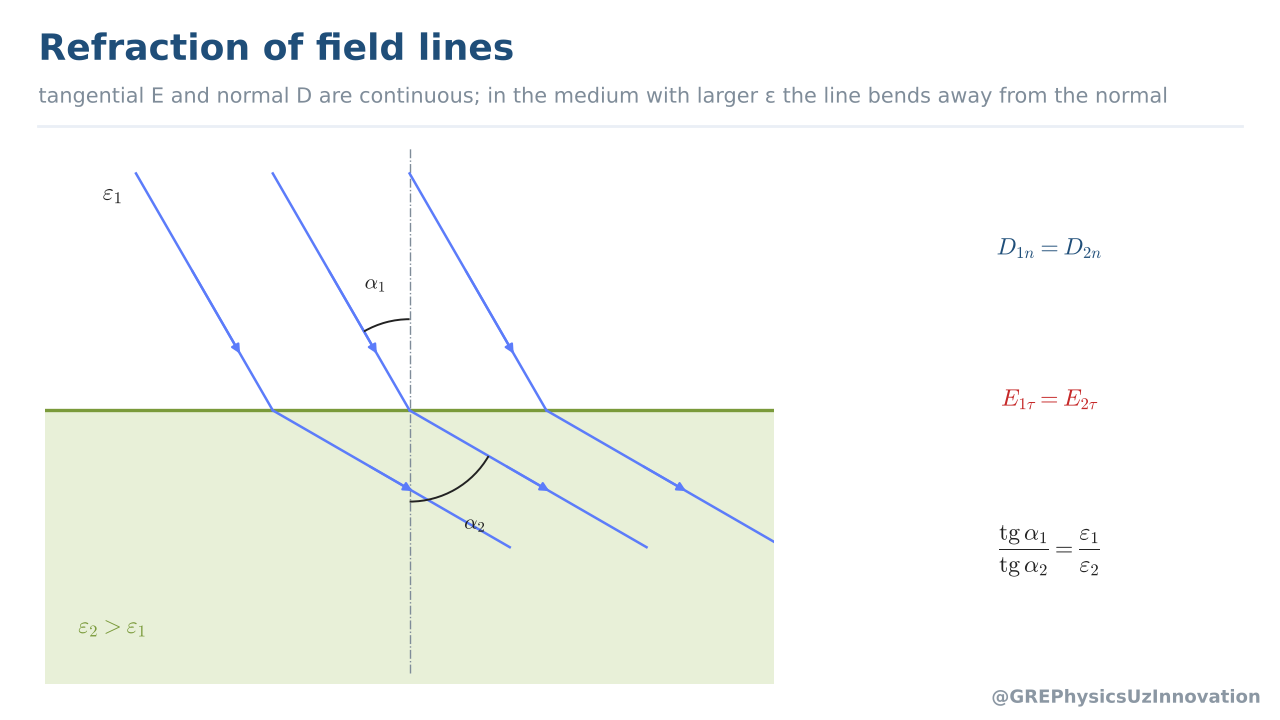 Refraction of field lines
tangential E and normal D are continuous; in the medium with larger ε the line bends away from the normal
ε₁
α₁
α₂
ε₂ > ε₁
D₁ₙ = D₂ₙ
E₁τ = E₂τ
tg α₁ / tg α₂ = ε₁ / ε₂
@GREPhysicsUzInnovation